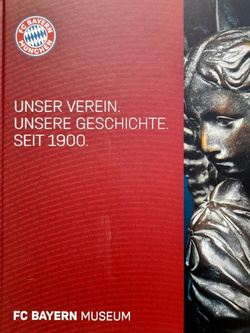 FC BAYERN
MÜNCHEN
UNSER VEREIN.
UNSERE GESCHICHTE.
SEIT 1900.
FC BAYERN MUSEUM